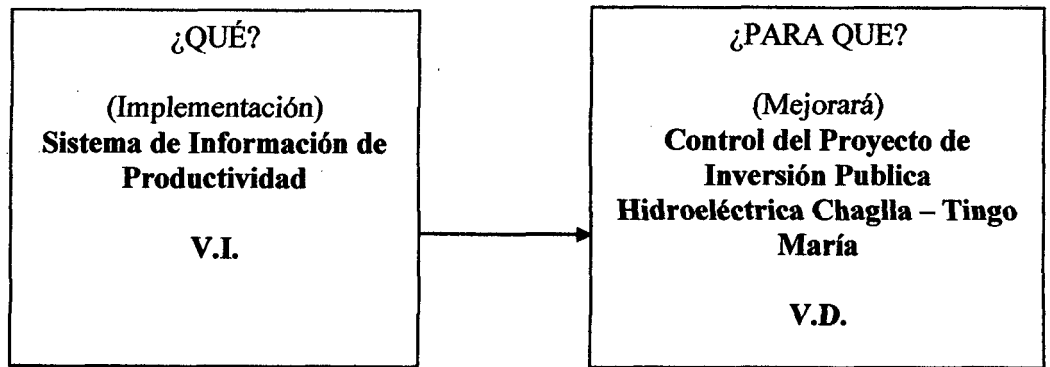 ¿QUÉ?
(Implementación)
Sistema de Información de
Productividad
V.I.
¿PARA QUE?
(Mejorará)
Control del Proyecto de
Inversión Publica
Hidroeléctrica Chaglla – Tingo
María
V.D.